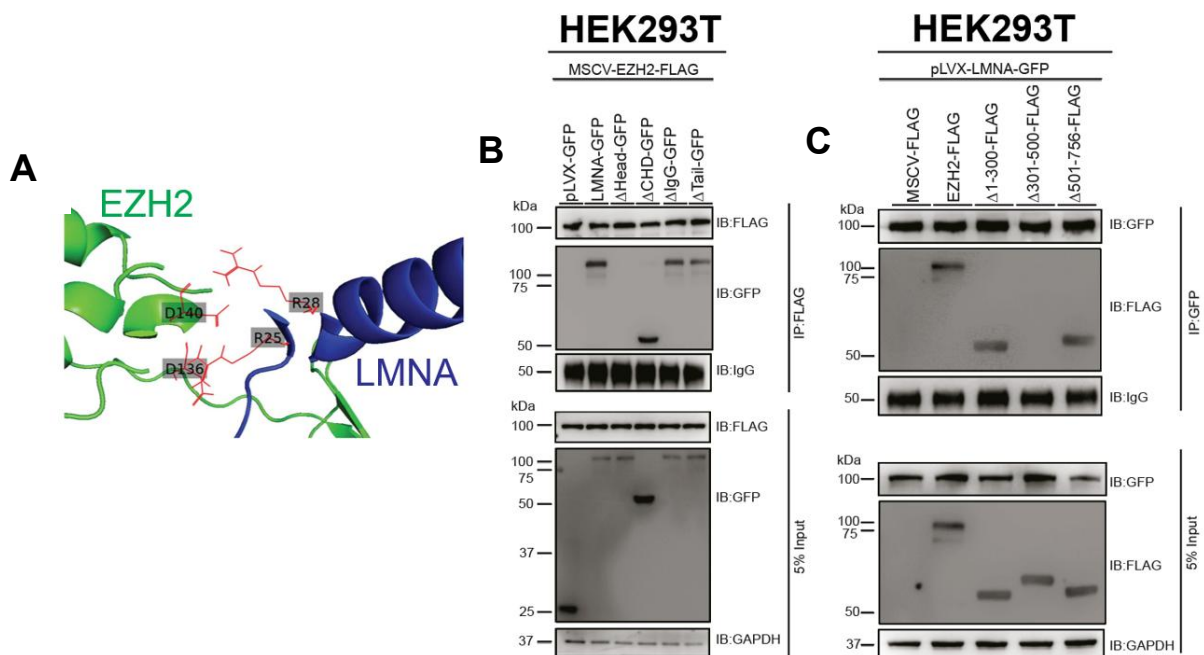 A
EZH2
D140
R28
R25
D136
LMNA
B
HEK293T
MSCV-EZH2-FLAG
pLVX-GFP
LMNA-GFP
ΔHead-GFP
ΔCHD-GFP
ΔIgG-GFP
ΔTail-GFP
kDa
100
IB:FLAG
100
75
50
IB:GFP
50
IB:IgG
IP:FLAG
kDa
100
IB:FLAG
100
75
50
37
25
IB:GFP
37
IB:GAPDH
5% Input
C
HEK293T
pLVX-LMNA-GFP
MSCV-FLAG
EZH2-FLAG
Δ1-300-FLAG
Δ301-500-FLAG
Δ501-756-FLAG
kDa
100
IB:GFP
100
75
50
IB:FLAG
50
IB:IgG
IP:GFP
kDa
100
IB:GFP
100
75
50
IB:FLAG
37
IB:GAPDH
5% Input